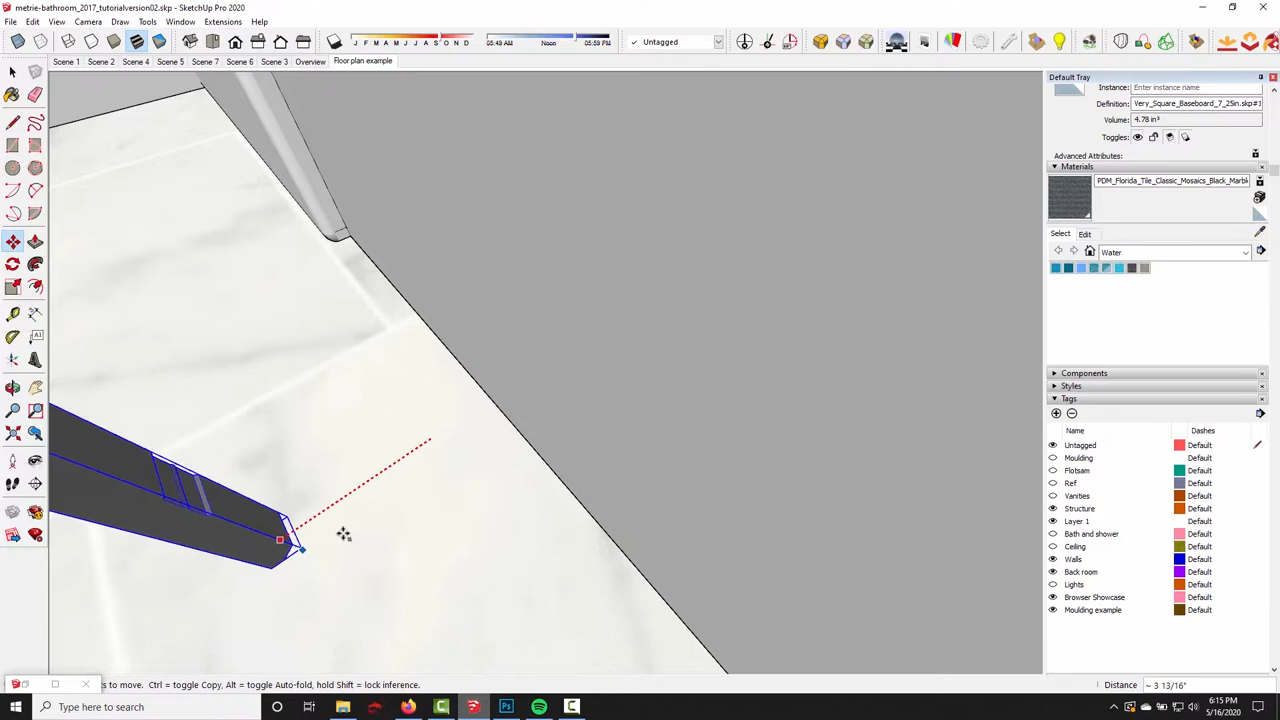 metrie-bathroom_2017_tutorialversion02.skp - SketchUp Pro 2020
File Edit View Camera Draw Tools Window Extensions Help
J F M A M J J A S O N D
05:49 AM Noon 05:59 PM
Untagged
Scene 1 Scene 2 Scene 4 Scene 5 Scene 7 Scene 6 Scene 3 Overview Floor plan example
Default Tray
Instance: Enter instance name
Definition: Very_Square_Baseboard_7_25in.skp#1
Volume: 4.78 in³
Toggles:
Advanced Attributes:
Materials
PDM_Florida_Tile_Classic_Mosaics_Black_Marbl
Select Edit
Water
Components
Styles
Tags
Name Dashes
Untagged Default
Moulding Default
Flotsam Default
Ref Default
Vanities Default
Structure Default
Layer 1 Default
Bath and shower Default
Ceiling Default
Walls Default
Back room Default
Lights Default
Browser Showcase Default
Moulding example Default
ts to move. Ctrl = toggle Copy, Alt = toggle Auto-fold, hold Shift = lock inference.
Distance ~ 3 13/16"
Type here to search
6:15 PM
5/16/2020